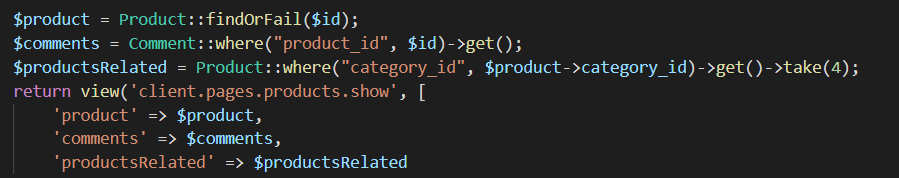 $product = Product::findOrFail($id);
$comments = Comment::where("product_id", $id)->get();
$productsRelated = Product::where("category_id", $product->category_id)->get()->take(4);
return view('client.pages.products.show', [
    'product' => $product,
    'comments' => $comments,
    'productsRelated' => $productsRelated